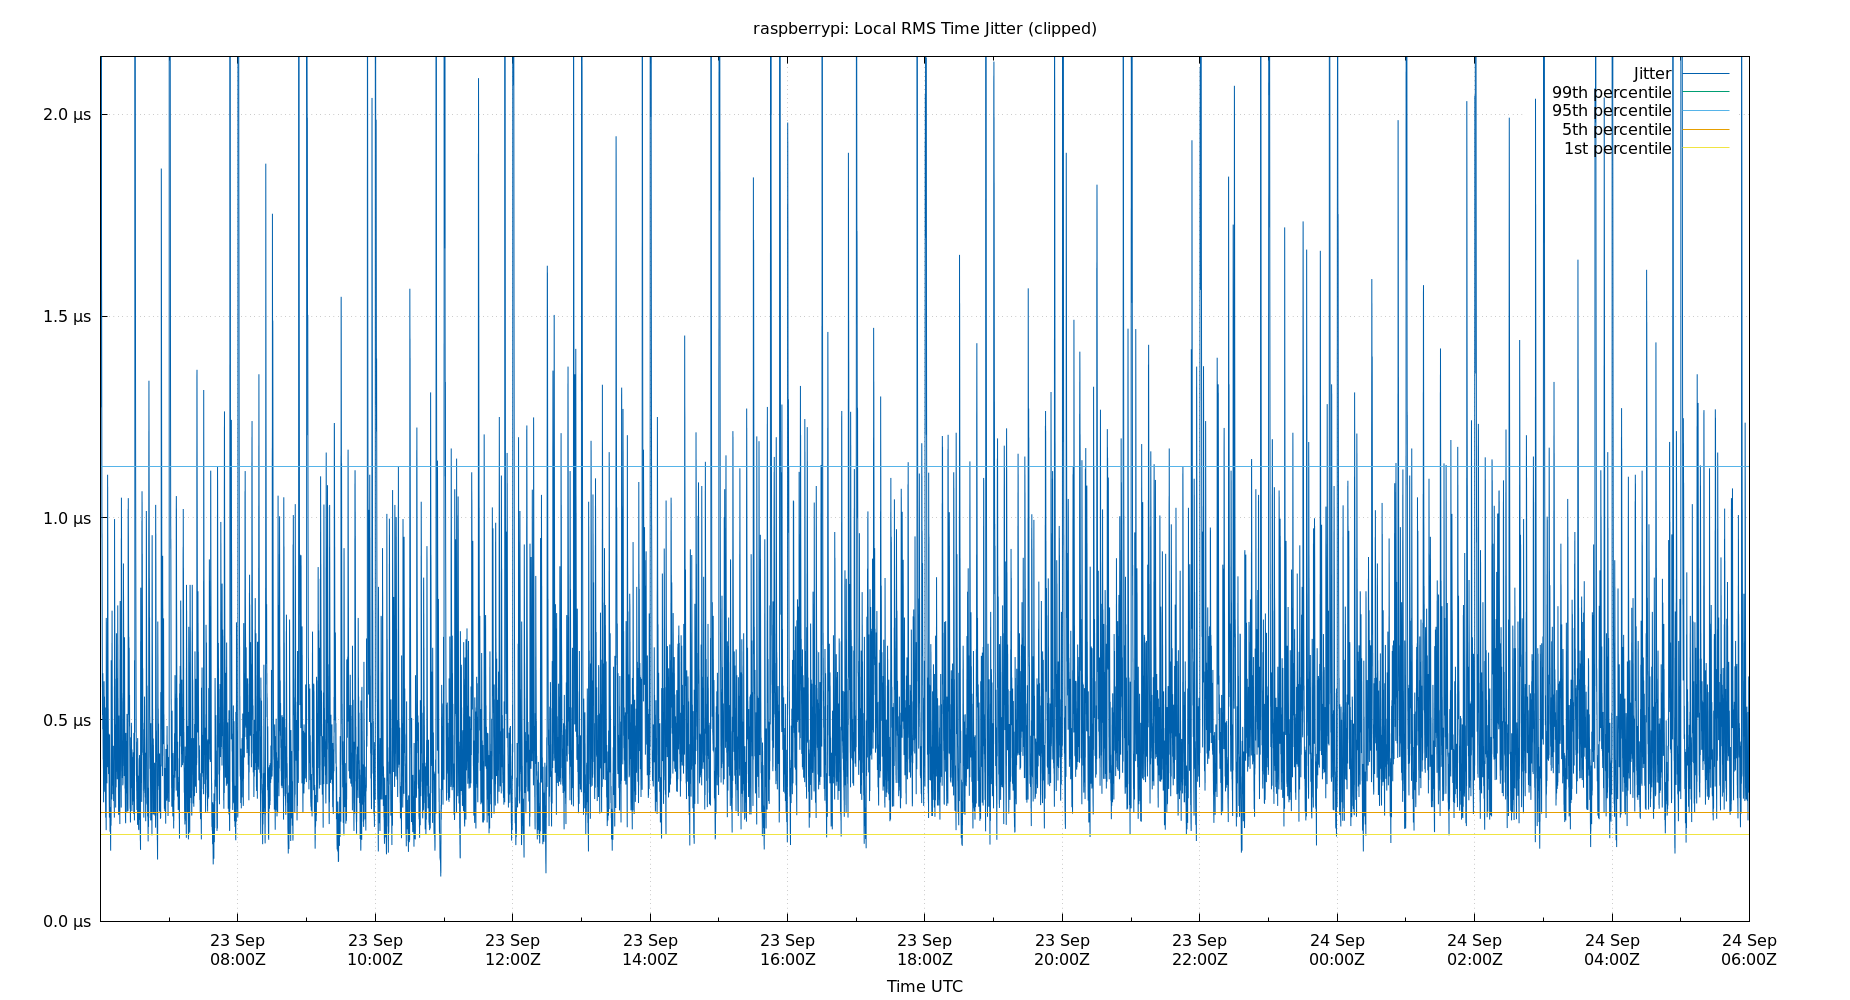 raspberrypi: Local RMS Time Jitter (clipped)
Jitter
99th percentile
95th percentile
5th percentile
1st percentile
2.0 µs
1.5 µs
1.0 µs
0.5 µs
0.0 µs
23 Sep 23 Sep 23 Sep 23 Sep 23 Sep 23 Sep 23 Sep 23 Sep 24 Sep 24 Sep 24 Sep 24 Sep
08:00Z 10:00Z 12:00Z 14:00Z 16:00Z 18:00Z 20:00Z 22:00Z 00:00Z 02:00Z 04:00Z 06:00Z
Time UTC